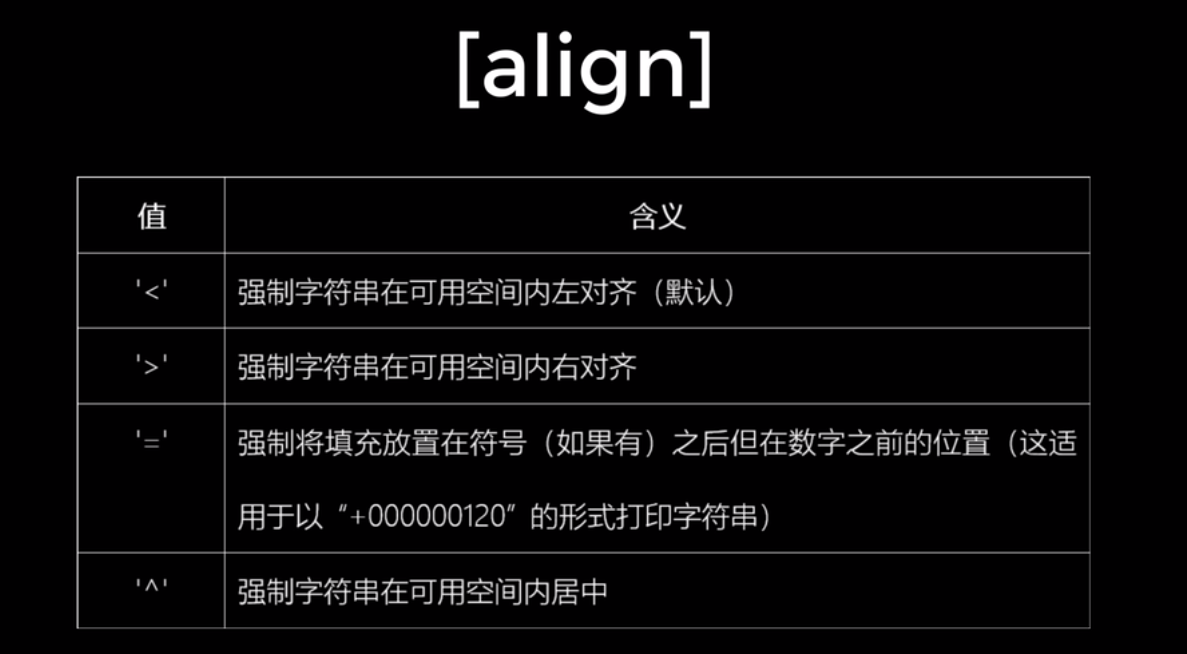 [align]
值 含义
'<' 强制字符串在可用空间内左对齐（默认）
'>' 强制字符串在可用空间内右对齐
'=' 强制将填充放置在符号（如果有）之后但在数字之前的位置（这适
用于以“+000000120”的形式打印字符串）
'^' 强制字符串在可用空间内居中